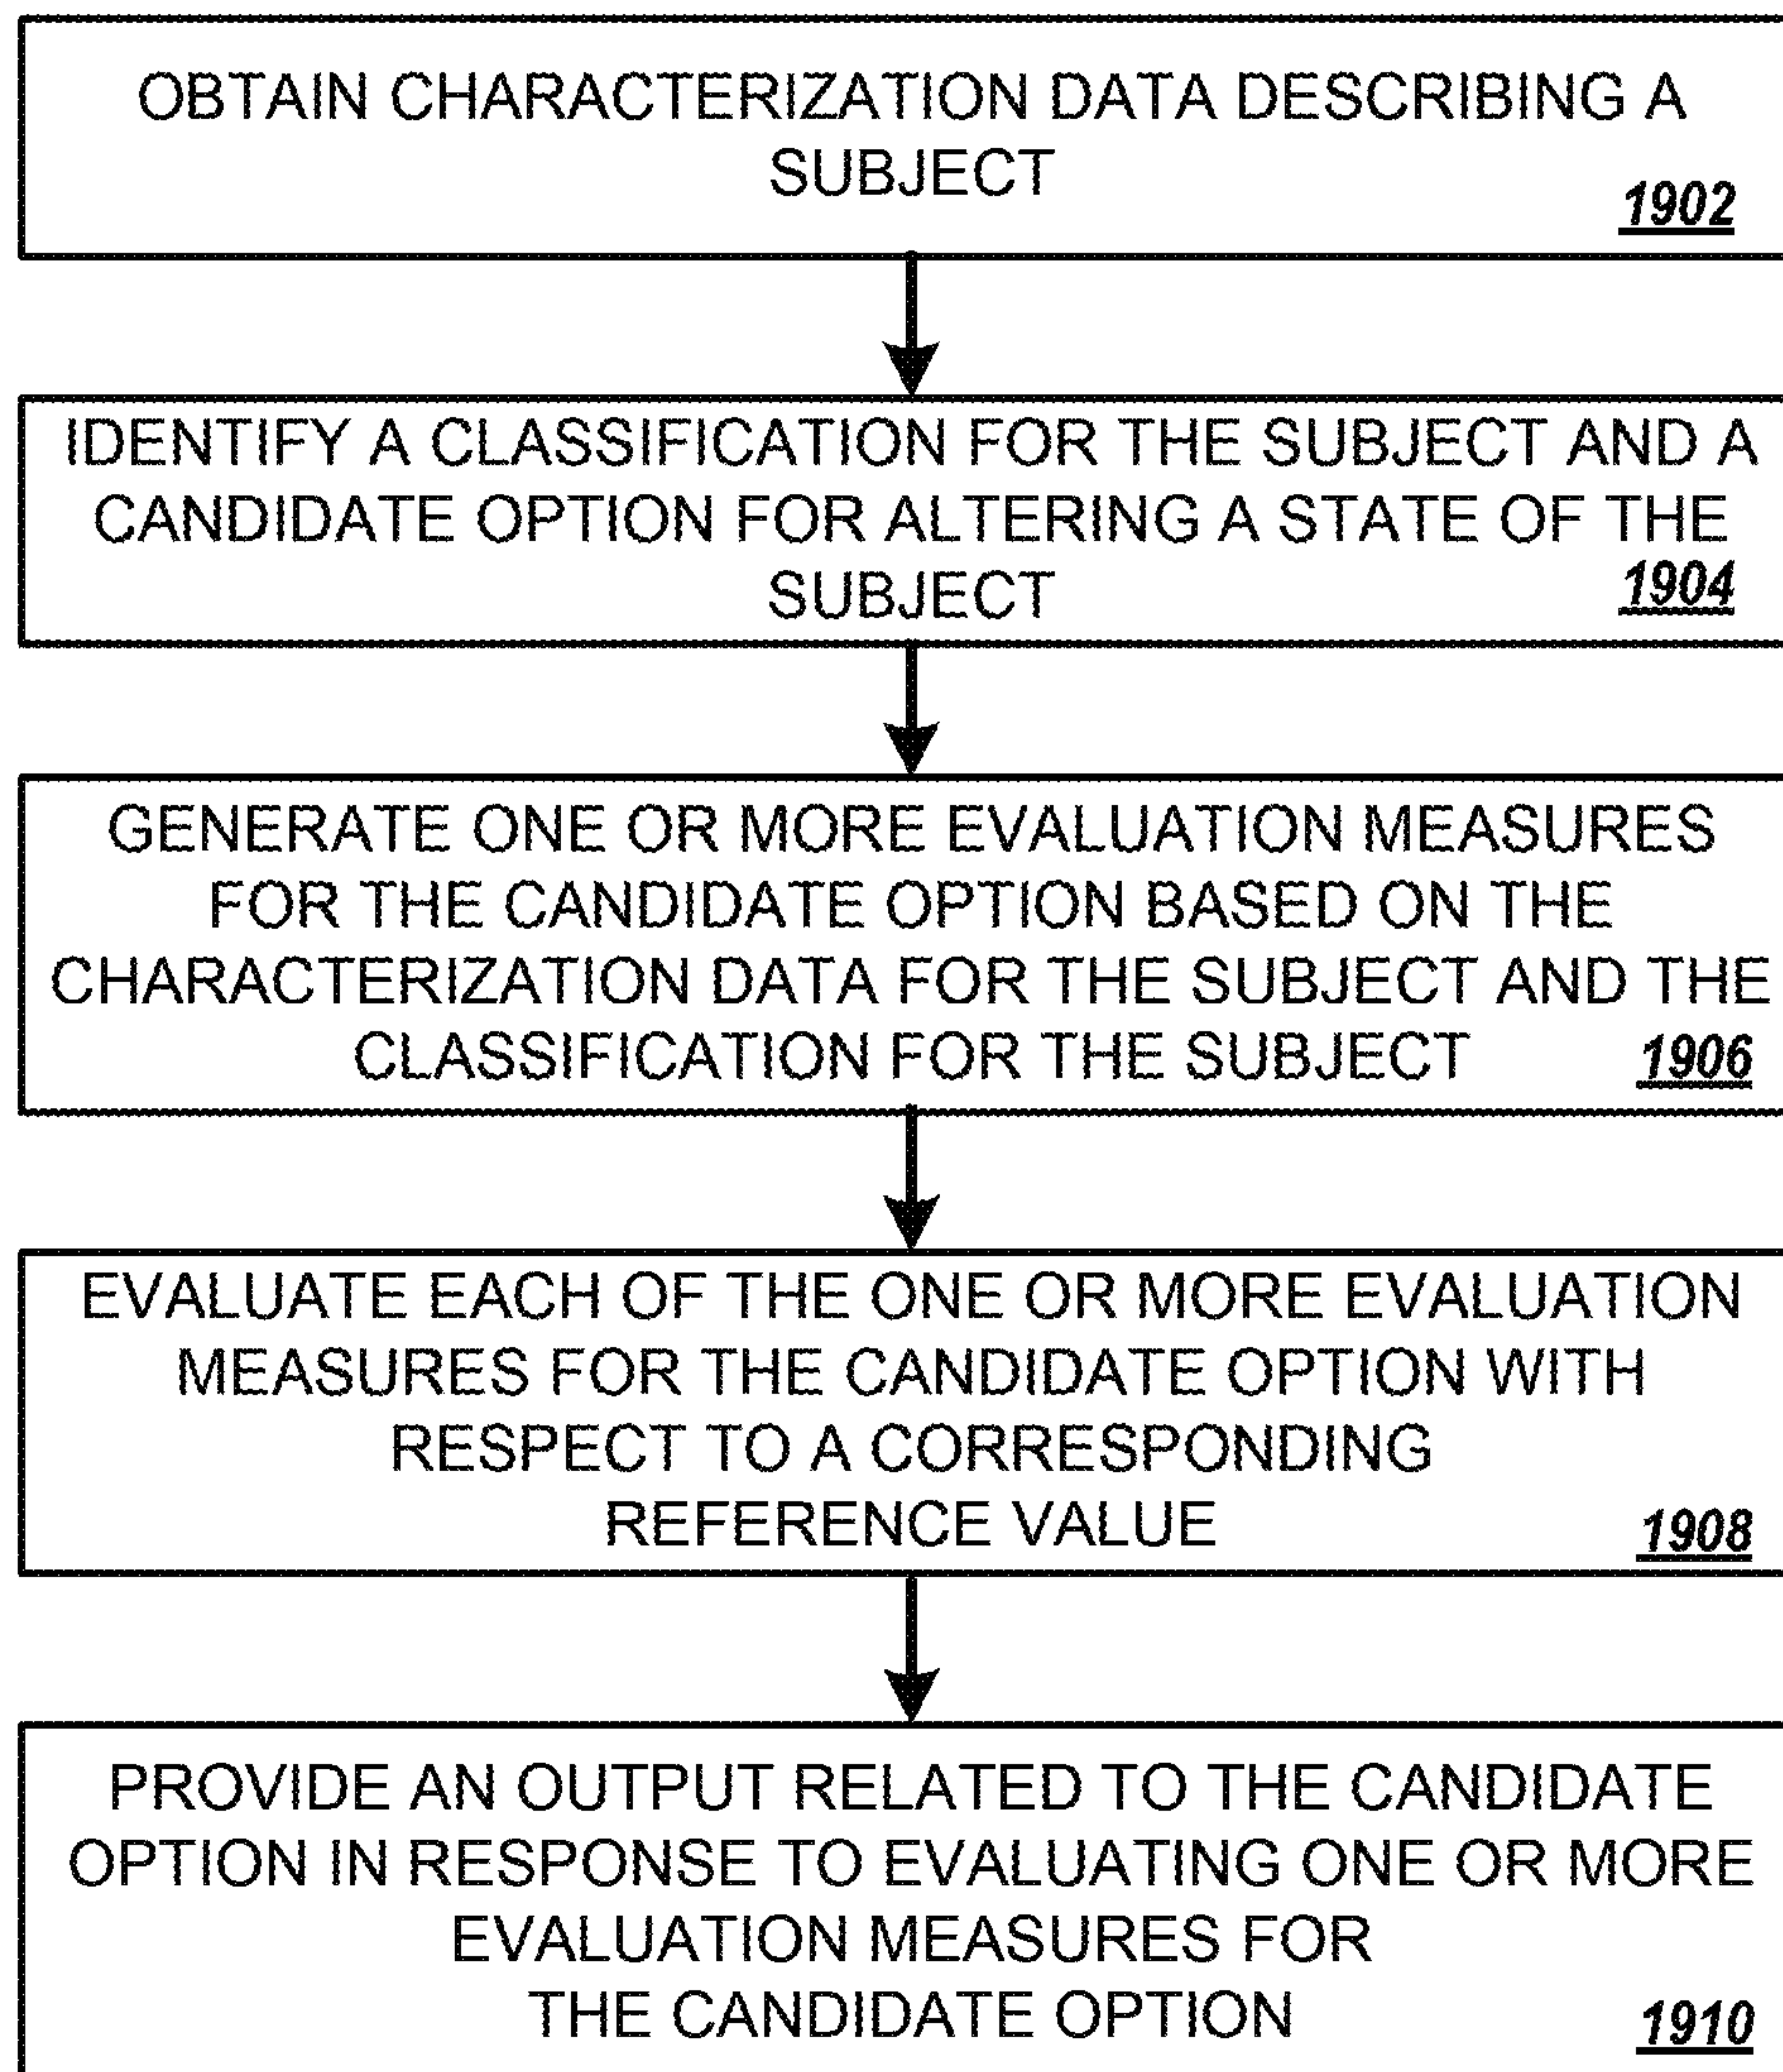 OBTAIN CHARACTERIZATION DATA DESCRIBING A
SUBJECT
1902
IDENTIFY A CLASSIFICATION FOR THE SUBJECT AND A
CANDIDATE OPTION FOR ALTERING A STATE OF THE
SUBJECT
1904
GENERATE ONE OR MORE EVALUATION MEASURES
FOR THE CANDIDATE OPTION BASED ON THE
CHARACTERIZATION DATA FOR THE SUBJECT AND THE
CLASSIFICATION FOR THE SUBJECT 1906
EVALUATE EACH OF THE ONE OR MORE EVALUATION
MEASURES FOR THE CANDIDATE OPTION WITH
RESPECT TO A CORRESPONDING
REFERENCE VALUE 1908
PROVIDE AN OUTPUT RELATED TO THE CANDIDATE
OPTION IN RESPONSE TO EVALUATING ONE OR MORE
EVALUATION MEASURES FOR
THE CANDIDATE OPTION 1910